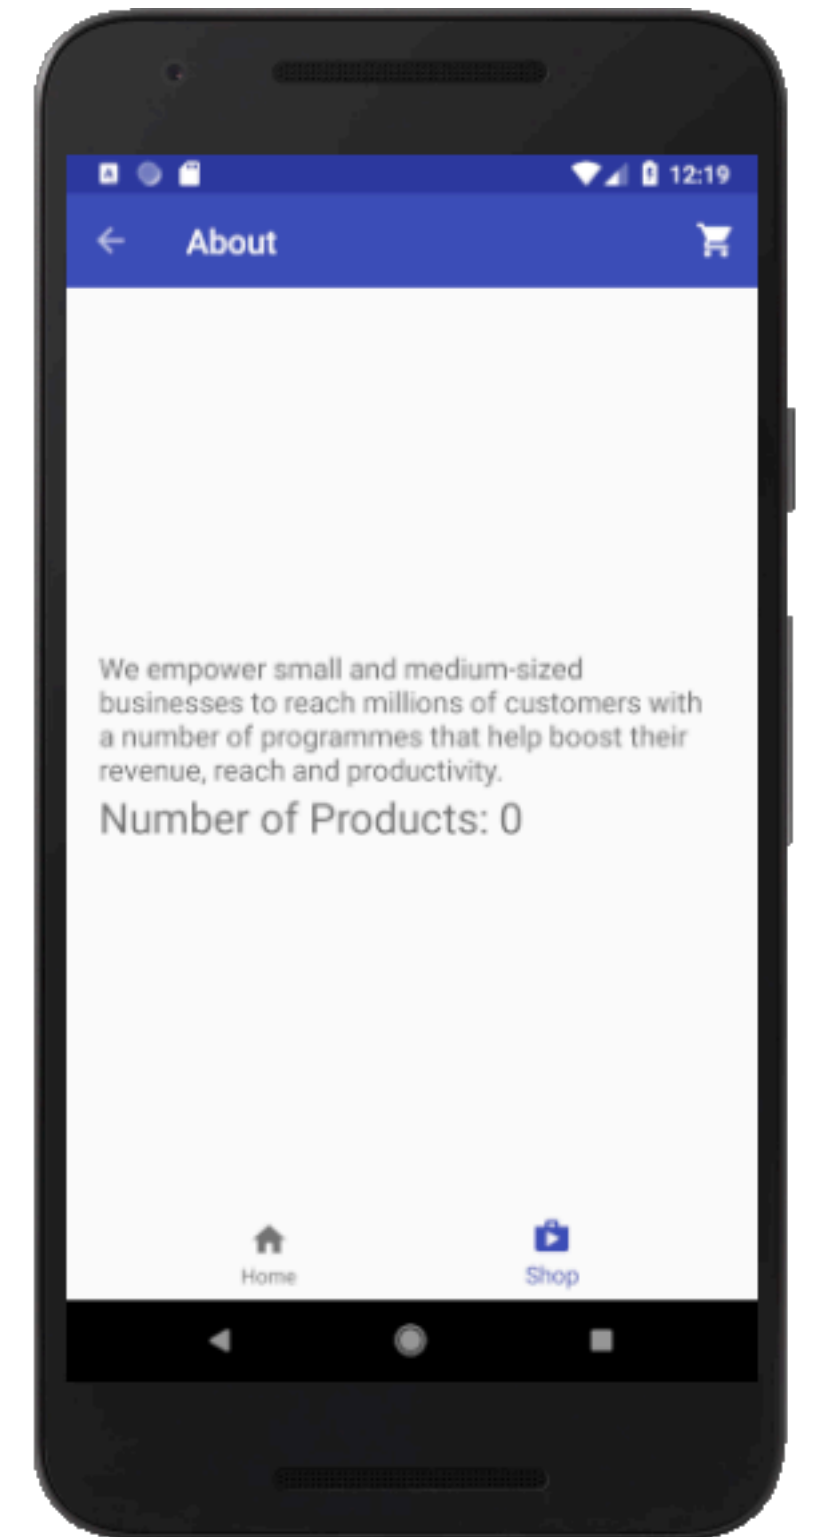 12:19
About
We empower small and medium-sized
businesses to reach millions of customers with
a number of programmes that help boost their
revenue, reach and productivity.
Number of Products: 0
Home
Shop